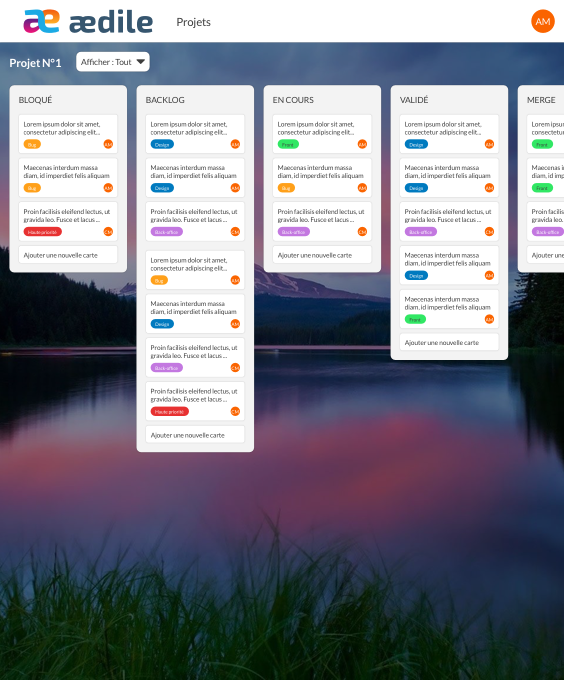 æ ædile
Projets
AM
Projet N°1
Afficher : Tout
BLOQUÉ
Lorem ipsum dolor sit amet,
consectetur adipiscing elit...
Bug
AM
Maecenas interdum massa
diam, id imperdiet felis aliquam
Bug
AM
Proin facilisis eleifend lectus, ut
gravida leo. Fusce et lacus ...
Haute priorité
CM
Ajouter une nouvelle carte
BACKLOG
Lorem ipsum dolor sit amet,
consectetur adipiscing elit...
Design
AM
Maecenas interdum massa
diam, id imperdiet felis aliquam
Design
AM
Proin facilisis eleifend lectus, ut
gravida leo. Fusce et lacus ...
Back-office
CM
Lorem ipsum dolor sit amet,
consectetur adipiscing elit...
Bug
AM
Maecenas interdum massa
diam, id imperdiet felis aliquam
Design
AM
Proin facilisis eleifend lectus, ut
gravida leo. Fusce et lacus ...
Back-office
CM
Proin facilisis eleifend lectus, ut
gravida leo. Fusce et lacus ...
Haute priorité
CM
Ajouter une nouvelle carte
EN COURS
Lorem ipsum dolor sit amet,
consectetur adipiscing elit...
Front
AM
Maecenas interdum massa
diam, id imperdiet felis aliquam
Bug
AM
Proin facilisis eleifend lectus, ut
gravida leo. Fusce et lacus ...
Back-office
CM
Ajouter une nouvelle carte
VALIDÉ
Lorem ipsum dolor sit amet,
consectetur adipiscing elit...
Design
AM
Maecenas interdum massa
diam, id imperdiet felis aliquam
Design
AM
Proin facilisis eleifend lectus, ut
gravida leo. Fusce et lacus ...
Back-office
CM
Maecenas interdum massa
diam, id imperdiet felis aliquam
Design
AM
Maecenas interdum massa
diam, id imperdiet felis aliquam
Front
AM
Ajouter une nouvelle carte
MERGE
Lorem ipsum
consectetur
Front
Maecenas
diam, id im
Front
Proin facilis
gravida leo.
Back-office
Ajouter une